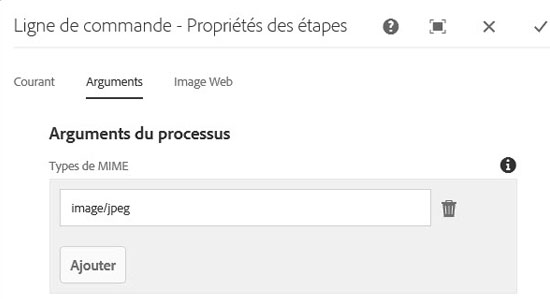 Ligne de commande - Propriétés des étapes
Courant Arguments Image Web
Arguments du processus
Types de MIME
image/jpeg
Ajouter